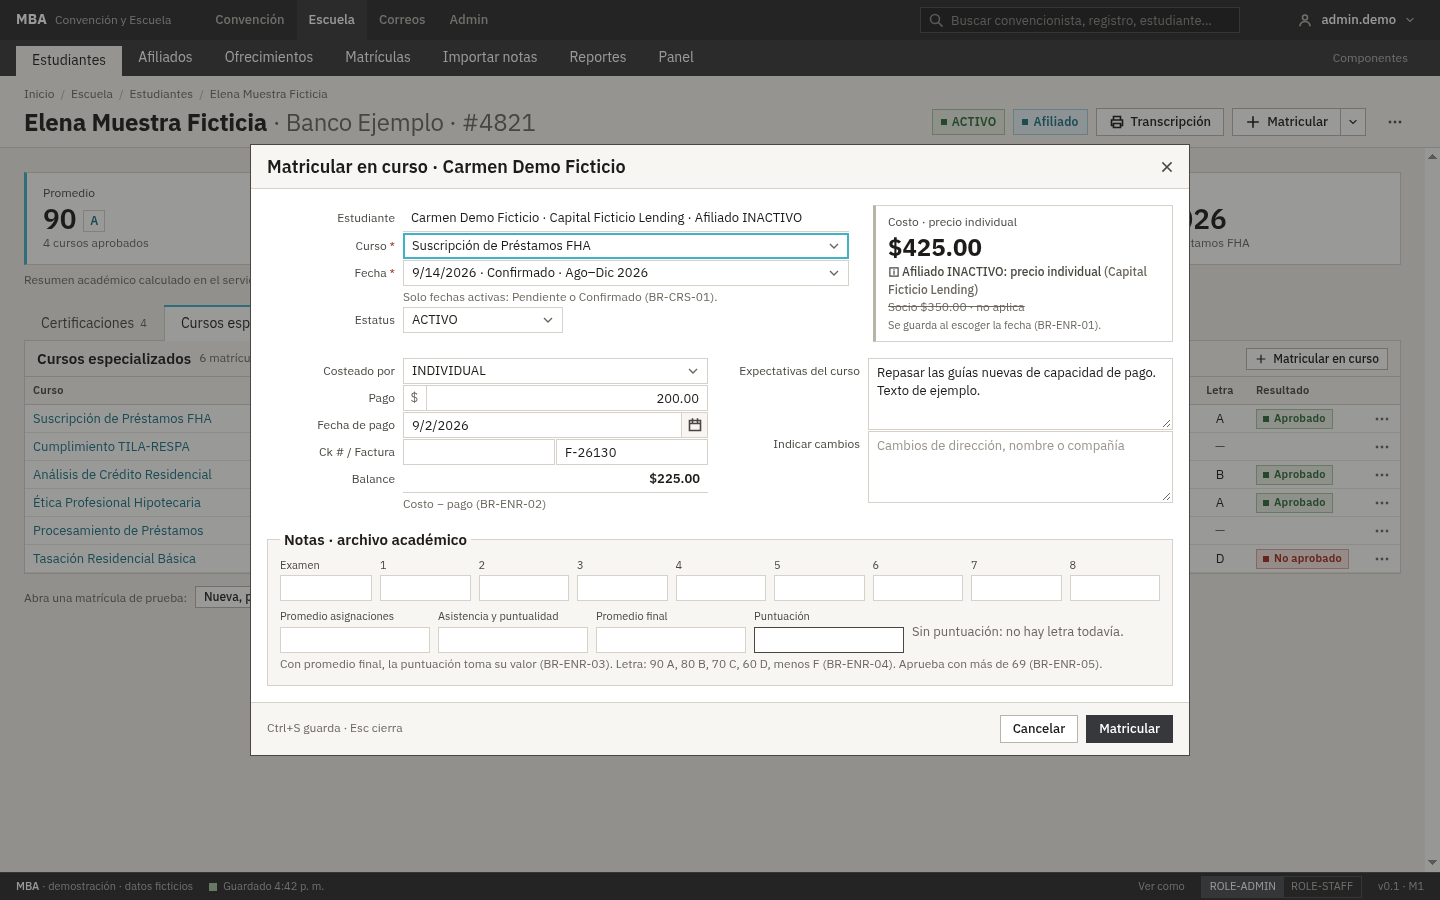 MBA Convención y Escuela Convención Escuela Correos Admin Buscar convencionista, registro, estudiante... admin.demo
Estudiantes Afiliados Ofrecimientos Matrículas Importar notas Reportes Panel Componentes
Inicio / Escuela / Estudiantes / Elena Muestra Ficticia
Elena Muestra Ficticia · Banco Ejemplo · #4821 ACTIVO Afiliado Transcripción Matricular
Promedio
90 A
4 cursos aprobados
Resumen académico calculado en el servi
Certificaciones 4 Cursos esp
Cursos especializados 6 matrícu
Matricular en curso
Curso Letra Resultado
Suscripción de Préstamos FHA A Aprobado
Cumplimiento TILA-RESPA —
Análisis de Crédito Residencial B Aprobado
Ética Profesional Hipotecaria A Aprobado
Procesamiento de Préstamos —
Tasación Residencial Básica D No aprobado
Abra una matrícula de prueba: Nueva, p
26
tamos FHA
Matricular en curso · Carmen Demo Ficticio
Estudiante Carmen Demo Ficticio · Capital Ficticio Lending · Afiliado INACTIVO
Curso * Suscripción de Préstamos FHA
Fecha * 9/14/2026 · Confirmado · Ago–Dic 2026
Solo fechas activas: Pendiente o Confirmado (BR-CRS-01).
Estatus ACTIVO
Costo · precio individual
$425.00
Afiliado INACTIVO: precio individual (Capital
Ficticio Lending)
Socio $350.00 · no aplica
Se guarda al escoger la fecha (BR-ENR-01).
Costeado por INDIVIDUAL
Pago $ 200.00
Fecha de pago 9/2/2026
Ck # / Factura F-26130
Balance $225.00
Costo – pago (BR-ENR-02)
Expectativas del curso Repasar las guías nuevas de capacidad de pago.
Texto de ejemplo.
Indicar cambios Cambios de dirección, nombre o compañía
Notas · archivo académico
Examen 1 2 3 4 5 6 7 8
Promedio asignaciones Asistencia y puntualidad Promedio final Puntuación
Sin puntuación: no hay letra todavía.
Con promedio final, la puntuación toma su valor (BR-ENR-03). Letra: 90 A, 80 B, 70 C, 60 D, menos F (BR-ENR-04). Aprueba con más de 69 (BR-ENR-05).
Ctrl+S guarda · Esc cierra Cancelar Matricular
MBA · demostración · datos ficticios Guardado 4:42 p. m. Ver como ROLE-ADMIN ROLE-STAFF v0.1 · M1